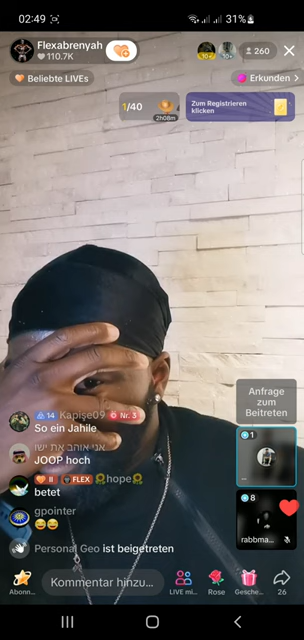 02:49
31%
Flexabrenyah
110.7K
260
Beliebte LIVEs
Erkunden
1/40
2h08m
Zum Registrieren
klicken
Anfrage
zum
Beitreten
14 Kapişe09 Nr. 3
So ein Jahile
אני אוהב את ישו
JOOP hoch
II FLEX 🌻hope🌻
betet
gpointer
😂😂
Personal Geo ist beigetreten
1
8
rabbma...
Kommentar hinzu...
Abonn...
LIVE mi...
Rose
Gesche...
26